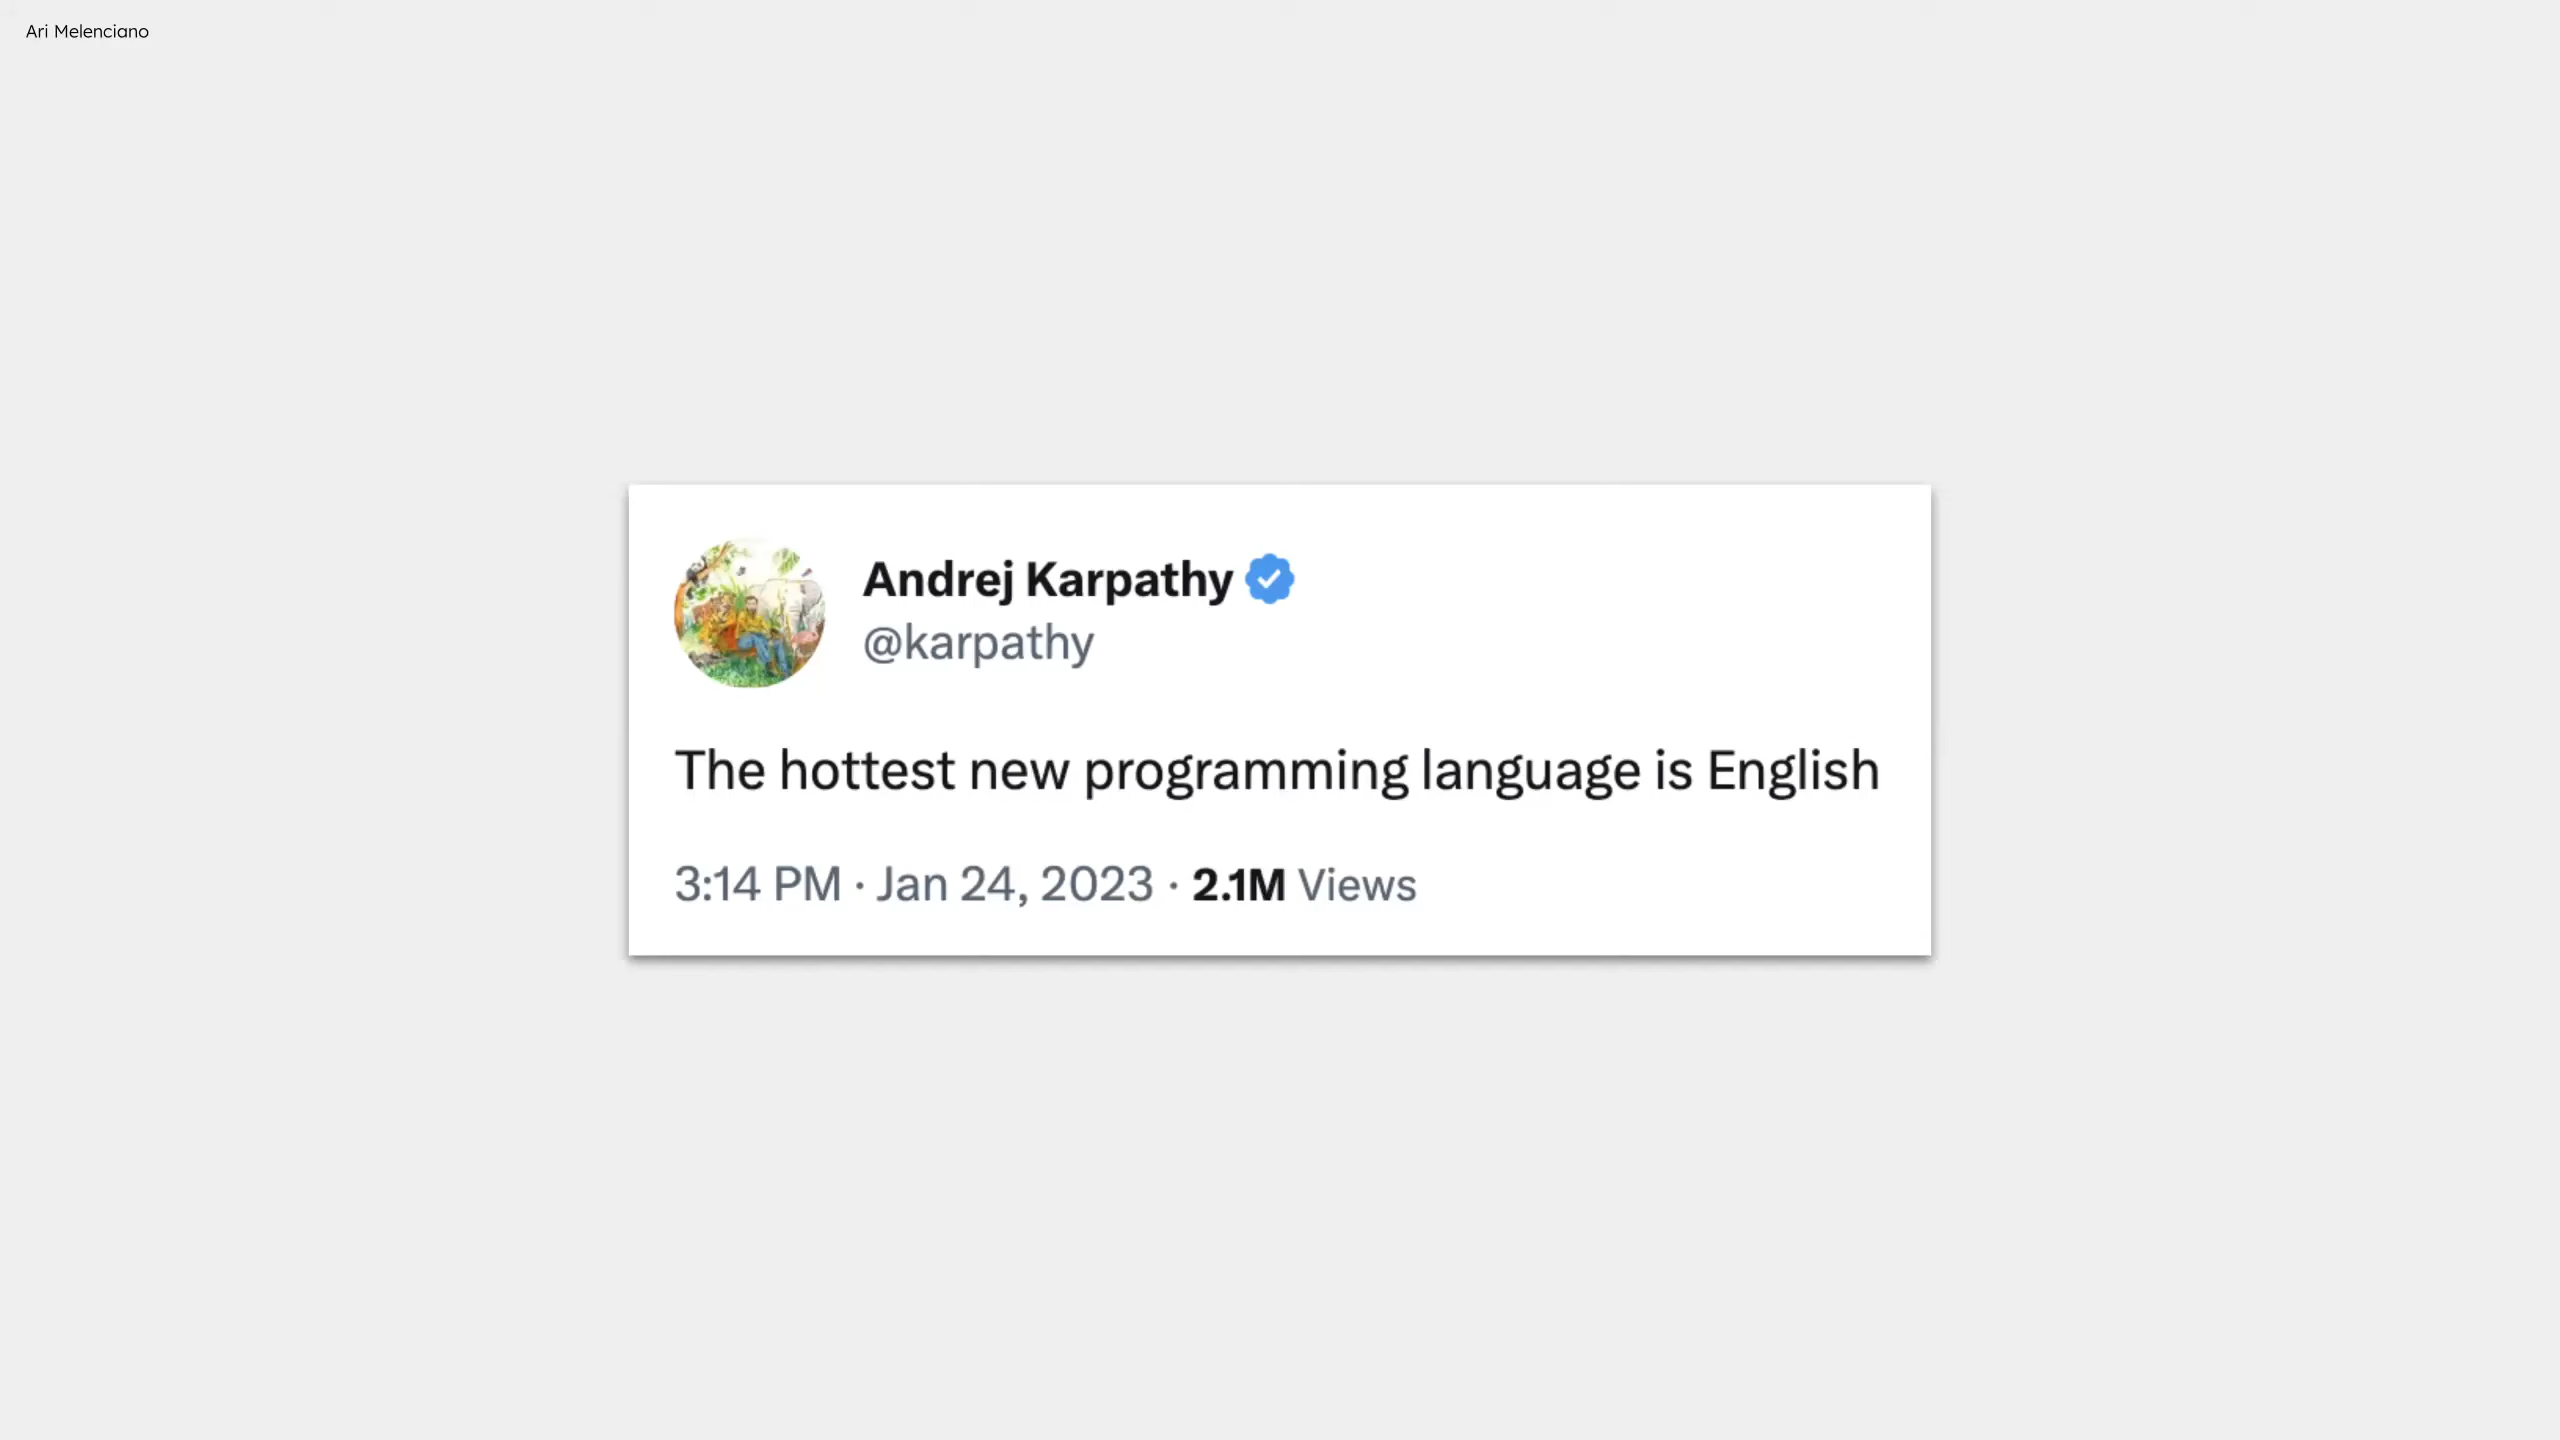 Ari Melenciano
Andrej Karpathy
@karpathy
The hottest new programming language is English
3:14 PM · Jan 24, 2023 · 2.1M Views